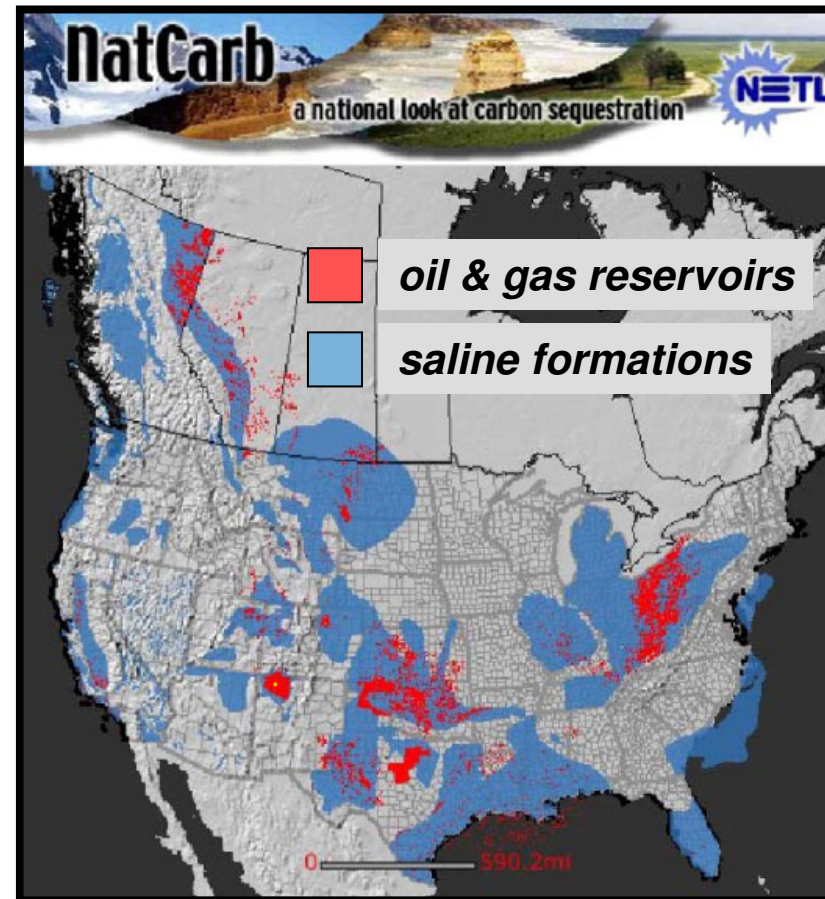 NatCarb
a national look at carbon sequestration
NETL
oil & gas reservoirs
saline formations
0 590.2mi